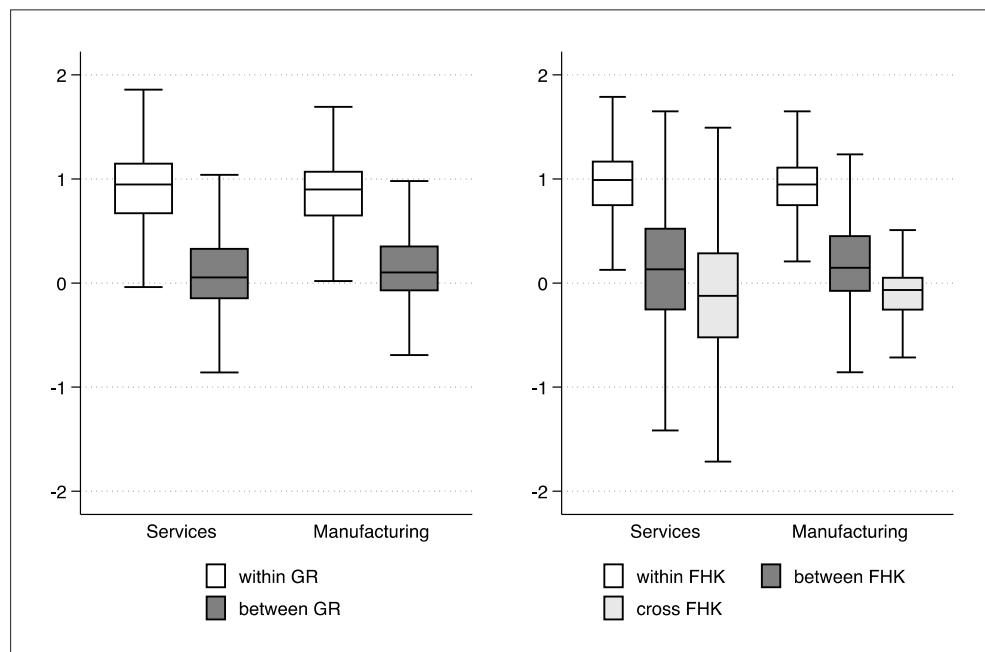 2
1
0
-1
-2
Services Manufacturing
within GR
between GR
2
1
0
-1
-2
Services Manufacturing
within FHK between FHK
cross FHK